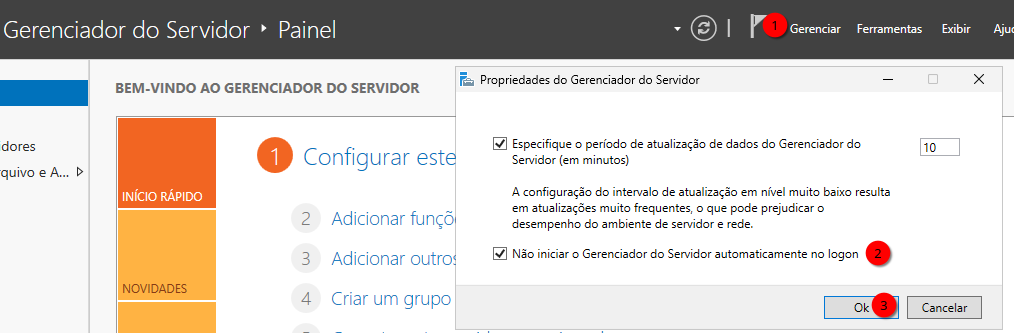 Gerenciador do Servidor ‣ Painel
1 Gerenciar Ferramentas Exibir Aju
BEM-VINDO AO GERENCIADOR DO SERVIDOR
idores
quivo e A...
INÍCIO RÁPIDO
NOVIDADES
1 Configurar este
2 Adicionar funçõ
3 Adicionar outros
4 Criar um grupo
5
Propriedades do Gerenciador do Servidor
Especifique o período de atualização de dados do Gerenciador do
Servidor (em minutos)
10
A configuração do intervalo de atualização em nível muito baixo resulta
em atualizações muito frequentes, o que pode prejudicar o
desempenho do ambiente de servidor e rede.
Não iniciar o Gerenciador do Servidor automaticamente no logon 2
Ok 3 Cancelar